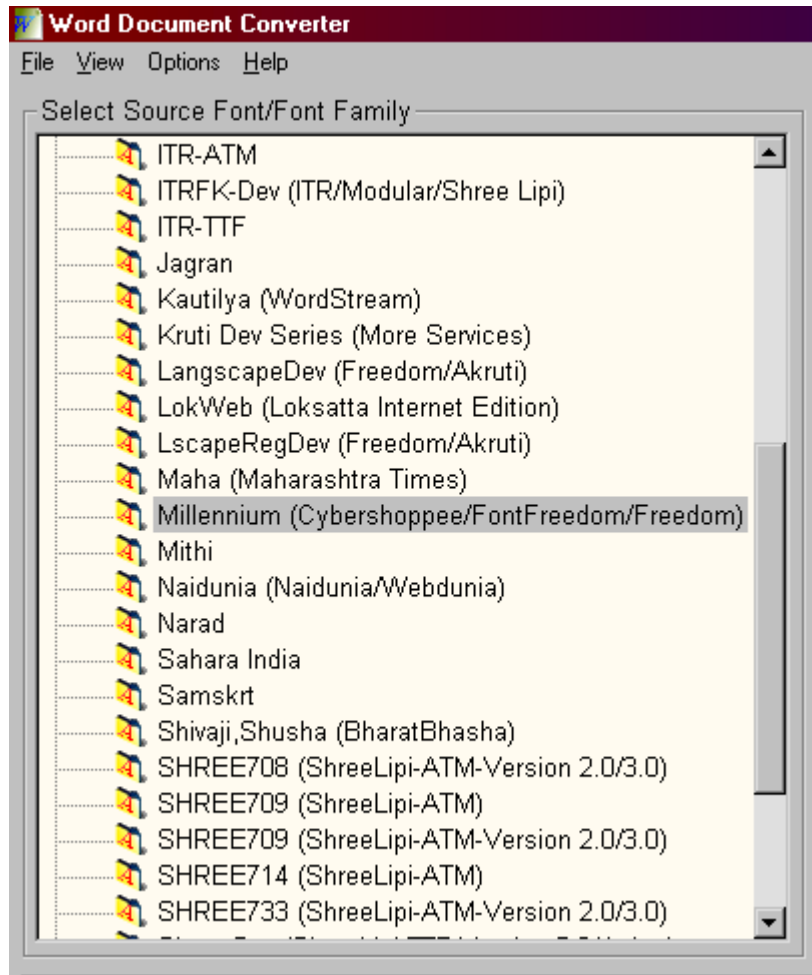 Word Document Converter
File View Options Help
Select Source Font/Font Family
ITR-ATM
ITRFK-Dev (ITR/Modular/Shree Lipi)
ITR-TTF
Jagran
Kautilya (WordStream)
Kruti Dev Series (More Services)
LangscapeDev (Freedom/Akruti)
LokWeb (Loksatta Internet Edition)
LscapeRegDev (Freedom/Akruti)
Maha (Maharashtra Times)
Millennium (Cybershoppee/FontFreedom/Freedom)
Mithi
Naidunia (Naidunia/Webdunia)
Narad
Sahara India
Samskrt
Shivaji,Shusha (BharatBhasha)
SHREE708 (ShreeLipi-ATM-Version 2.0/3.0)
SHREE709 (ShreeLipi-ATM)
SHREE709 (ShreeLipi-ATM-Version 2.0/3.0)
SHREE714 (ShreeLipi-ATM)
SHREE733 (ShreeLipi-ATM-Version 2.0/3.0)